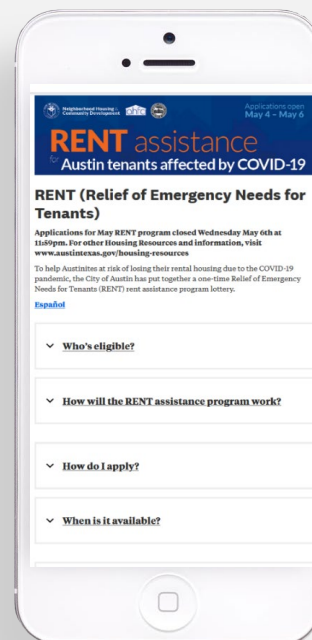 Neighborhood Housing &
Community Development
Applications open
May 4 – May 6
RENT assistance
for Austin tenants affected by COVID-19
RENT (Relief of Emergency Needs for
Tenants)
Applications for May RENT program closed Wednesday May 6th at
11:59pm. For other Housing Resources and information, visit
www.austintexas.gov/housing-resources
To help Austinites at risk of losing their rental housing due to the COVID-19
pandemic, the City of Austin has put together a one-time Relief of Emergency
Needs for Tenants (RENT) rent assistance program lottery.
Español
Who's eligible?
How will the RENT assistance program work?
How do I apply?
When is it available?